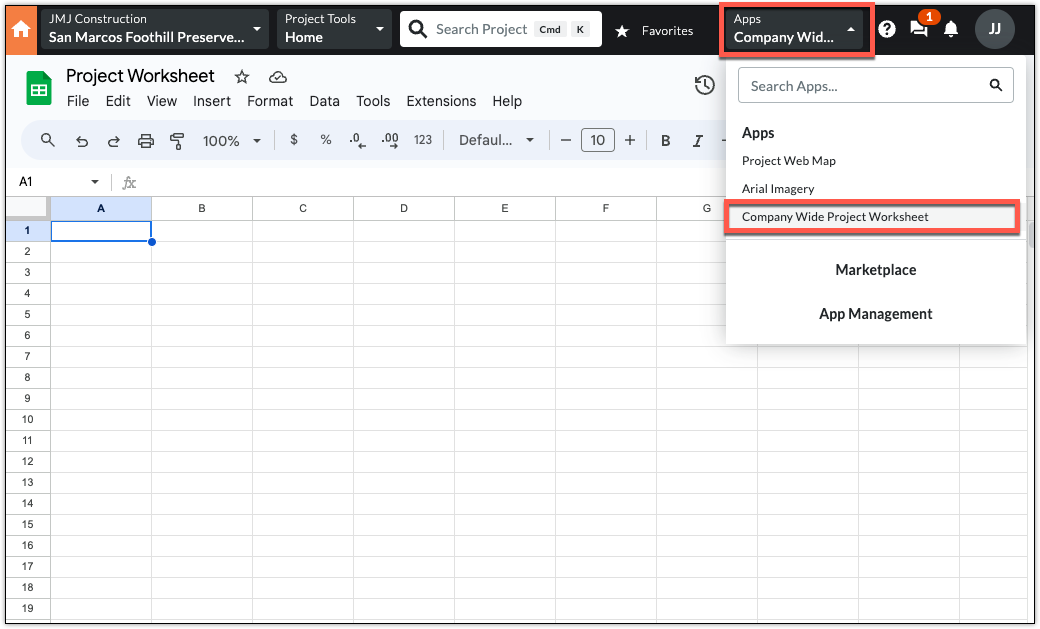 JMJ Construction
San Marcos Foothill Preserve...
Project Tools
Home
Search Project Cmd K
Favorites
Apps
Company Wide...
1
JJ
Project Worksheet
File Edit View Insert Format Data Tools Extensions Help
100% $ % .0 .00 123 Defaul... 10 B I
A1 fx
A B C D E F G
1
2
3
4
5
6
7
8
9
10
11
12
13
14
15
16
17
18
19
Search Apps...
Apps
Project Web Map
Arial Imagery
Company Wide Project Worksheet
Marketplace
App Management